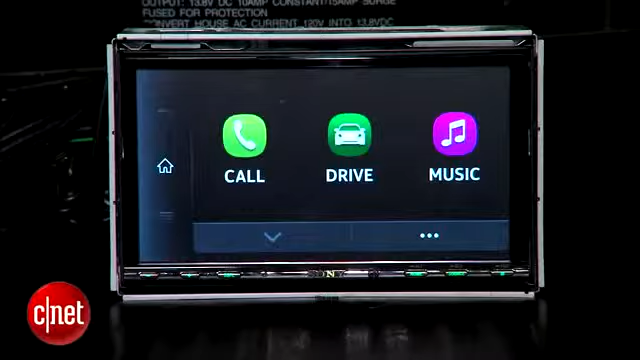 OUTPUT: 13.8V DC 10AMP CONSTANT/15AMP SURGE
FUSED FOR PROTECTION
CONVERT HOUSE AC CURRENT 120V INTO 13.8VDC
CALL
DRIVE
MUSIC
SONY
c|net